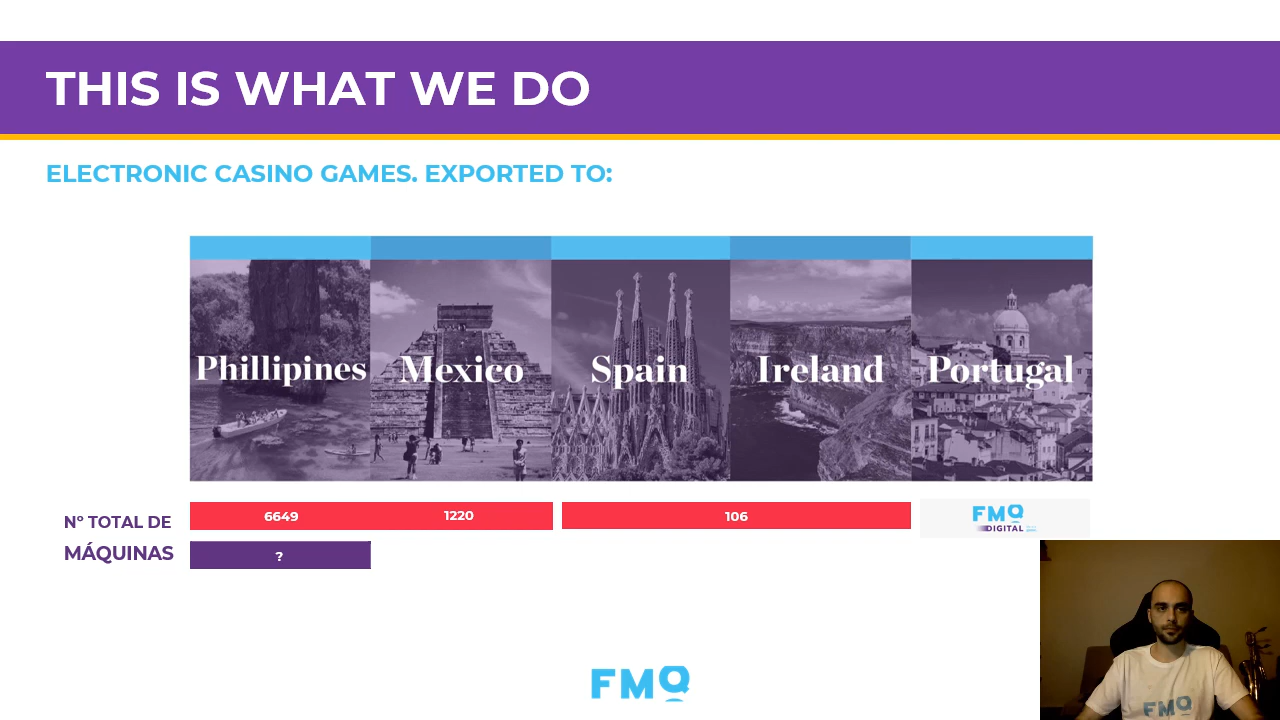 THIS IS WHAT WE DO
ELECTRONIC CASINO GAMES. EXPORTED TO:
Phillipines Mexico Spain Ireland Portugal
Nº TOTAL DE
MÁQUINAS
6649 1220 106
?
FMQ
DIGITAL
FMQ
FMQ